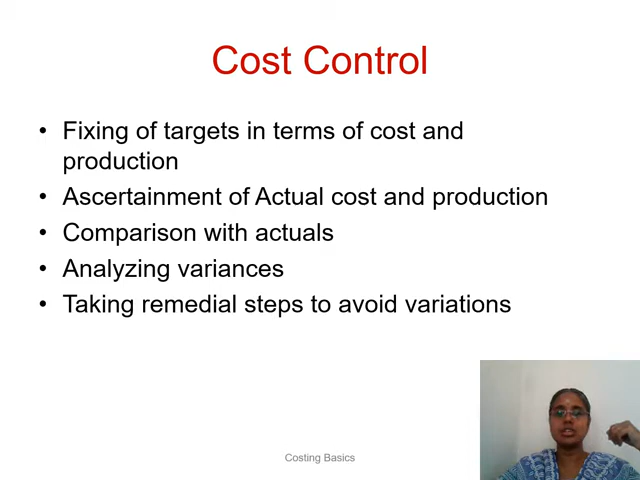 Cost Control
• Fixing of targets in terms of cost and
production
• Ascertainment of Actual cost and production
• Comparison with actuals
• Analyzing variances
• Taking remedial steps to avoid variations
Costing Basics